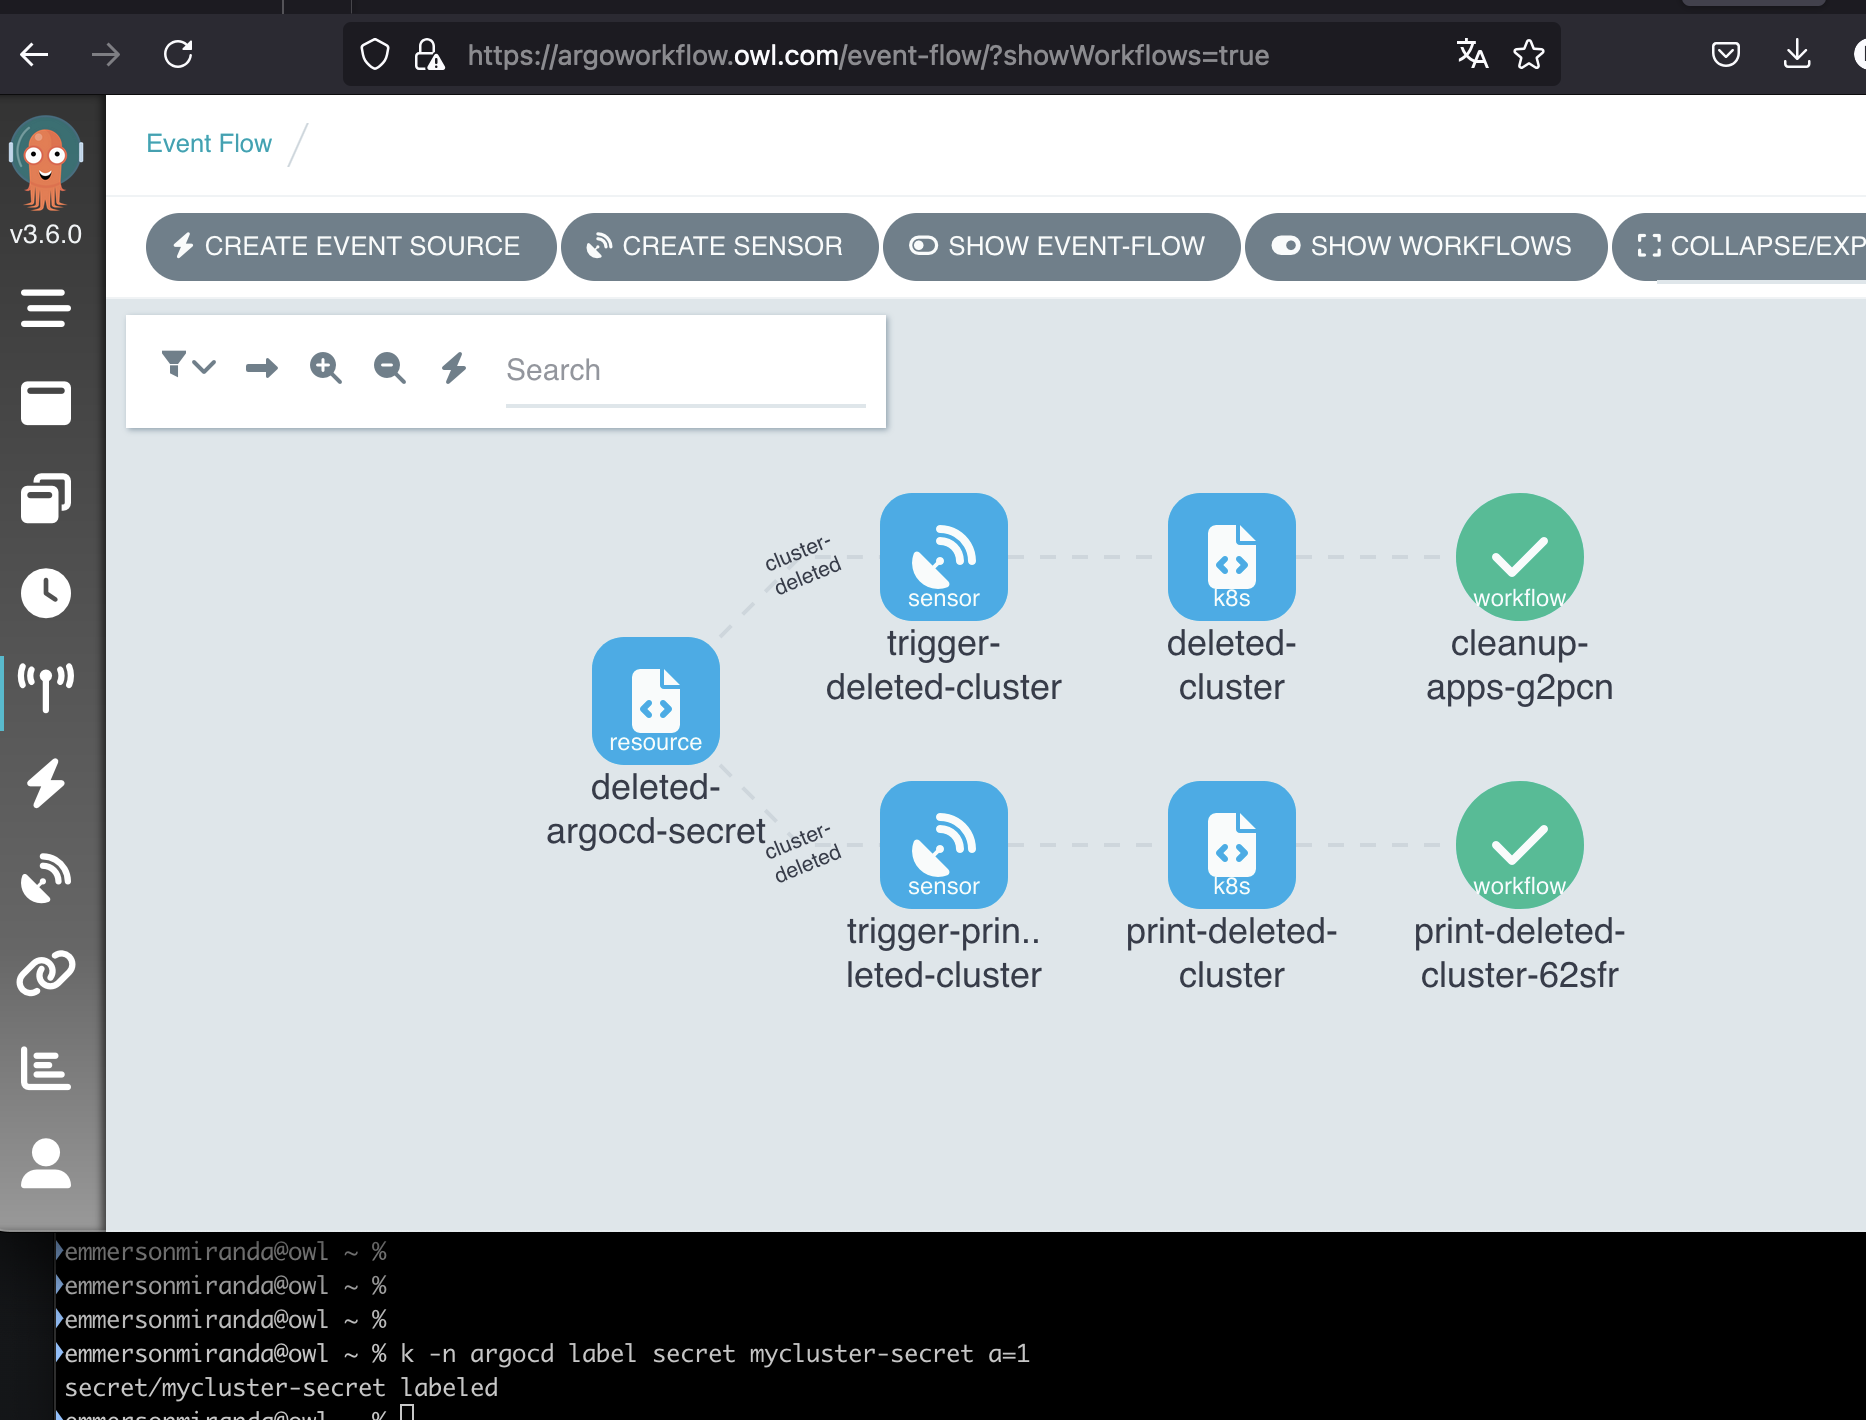 https://argoworkflow.owl.com/event-flow/?showWorkflows=true
Event Flow
v3.6.0
CREATE EVENT SOURCE
CREATE SENSOR
SHOW EVENT-FLOW
SHOW WORKFLOWS
COLLAPSE/EXP
Search
cluster-
deleted
sensor
trigger-
deleted-cluster
k8s
deleted-
cluster
workflow
cleanup-
apps-g2pcn
resource
deleted-
argocd-secret
cluster-
deleted
sensor
trigger-prin..
leted-cluster
k8s
print-deleted-
cluster
workflow
print-deleted-
cluster-62sfr
emmersonmiranda@owl ~ %
emmersonmiranda@owl ~ %
emmersonmiranda@owl ~ %
emmersonmiranda@owl ~ % k -n argocd label secret mycluster-secret a=1
secret/mycluster-secret labeled
emmersonmiranda@owl ~ %